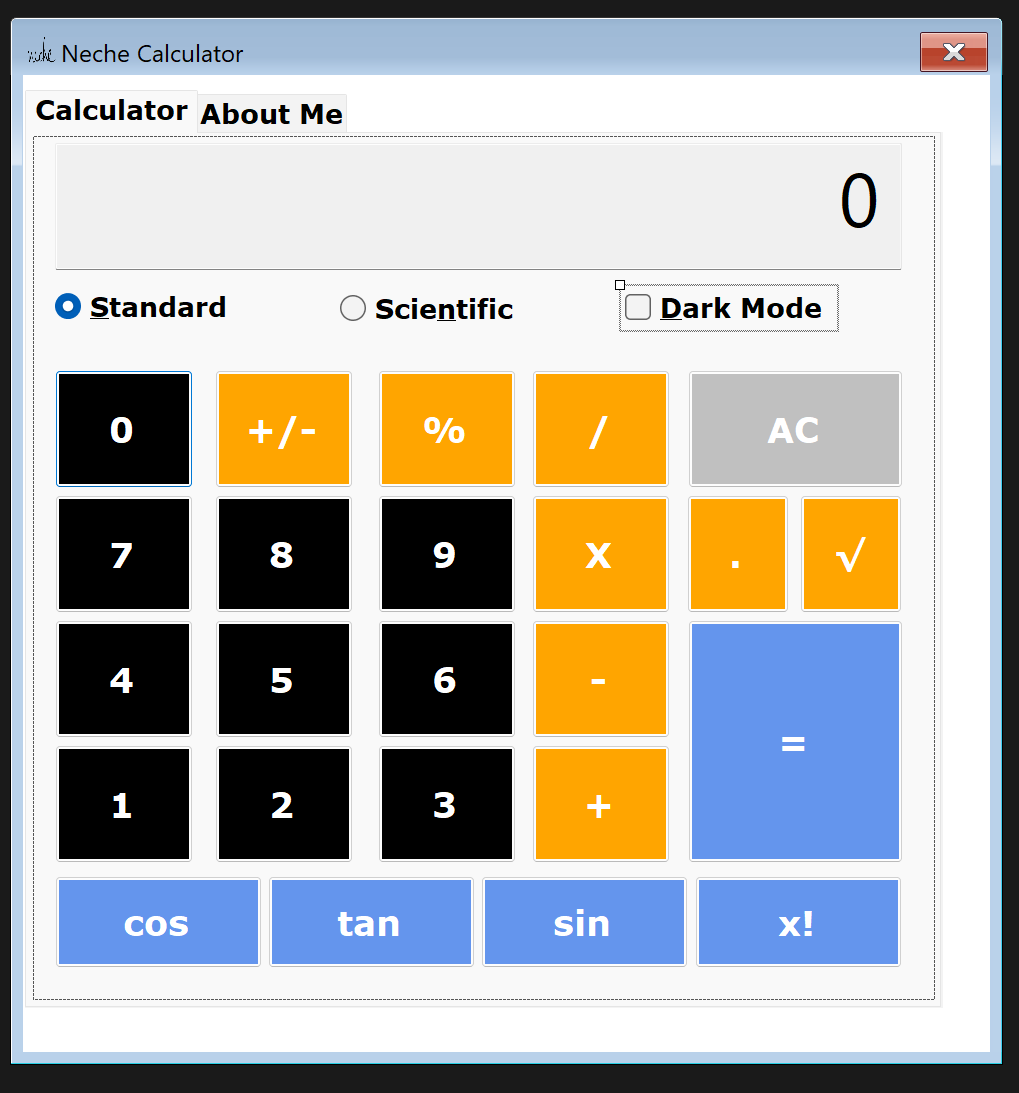 Neche Calculator
Calculator About Me
0
Standard Scientific Dark Mode
0 +/- % / AC
7 8 9 X . √
4 5 6 -
=
1 2 3 +
cos tan sin x!